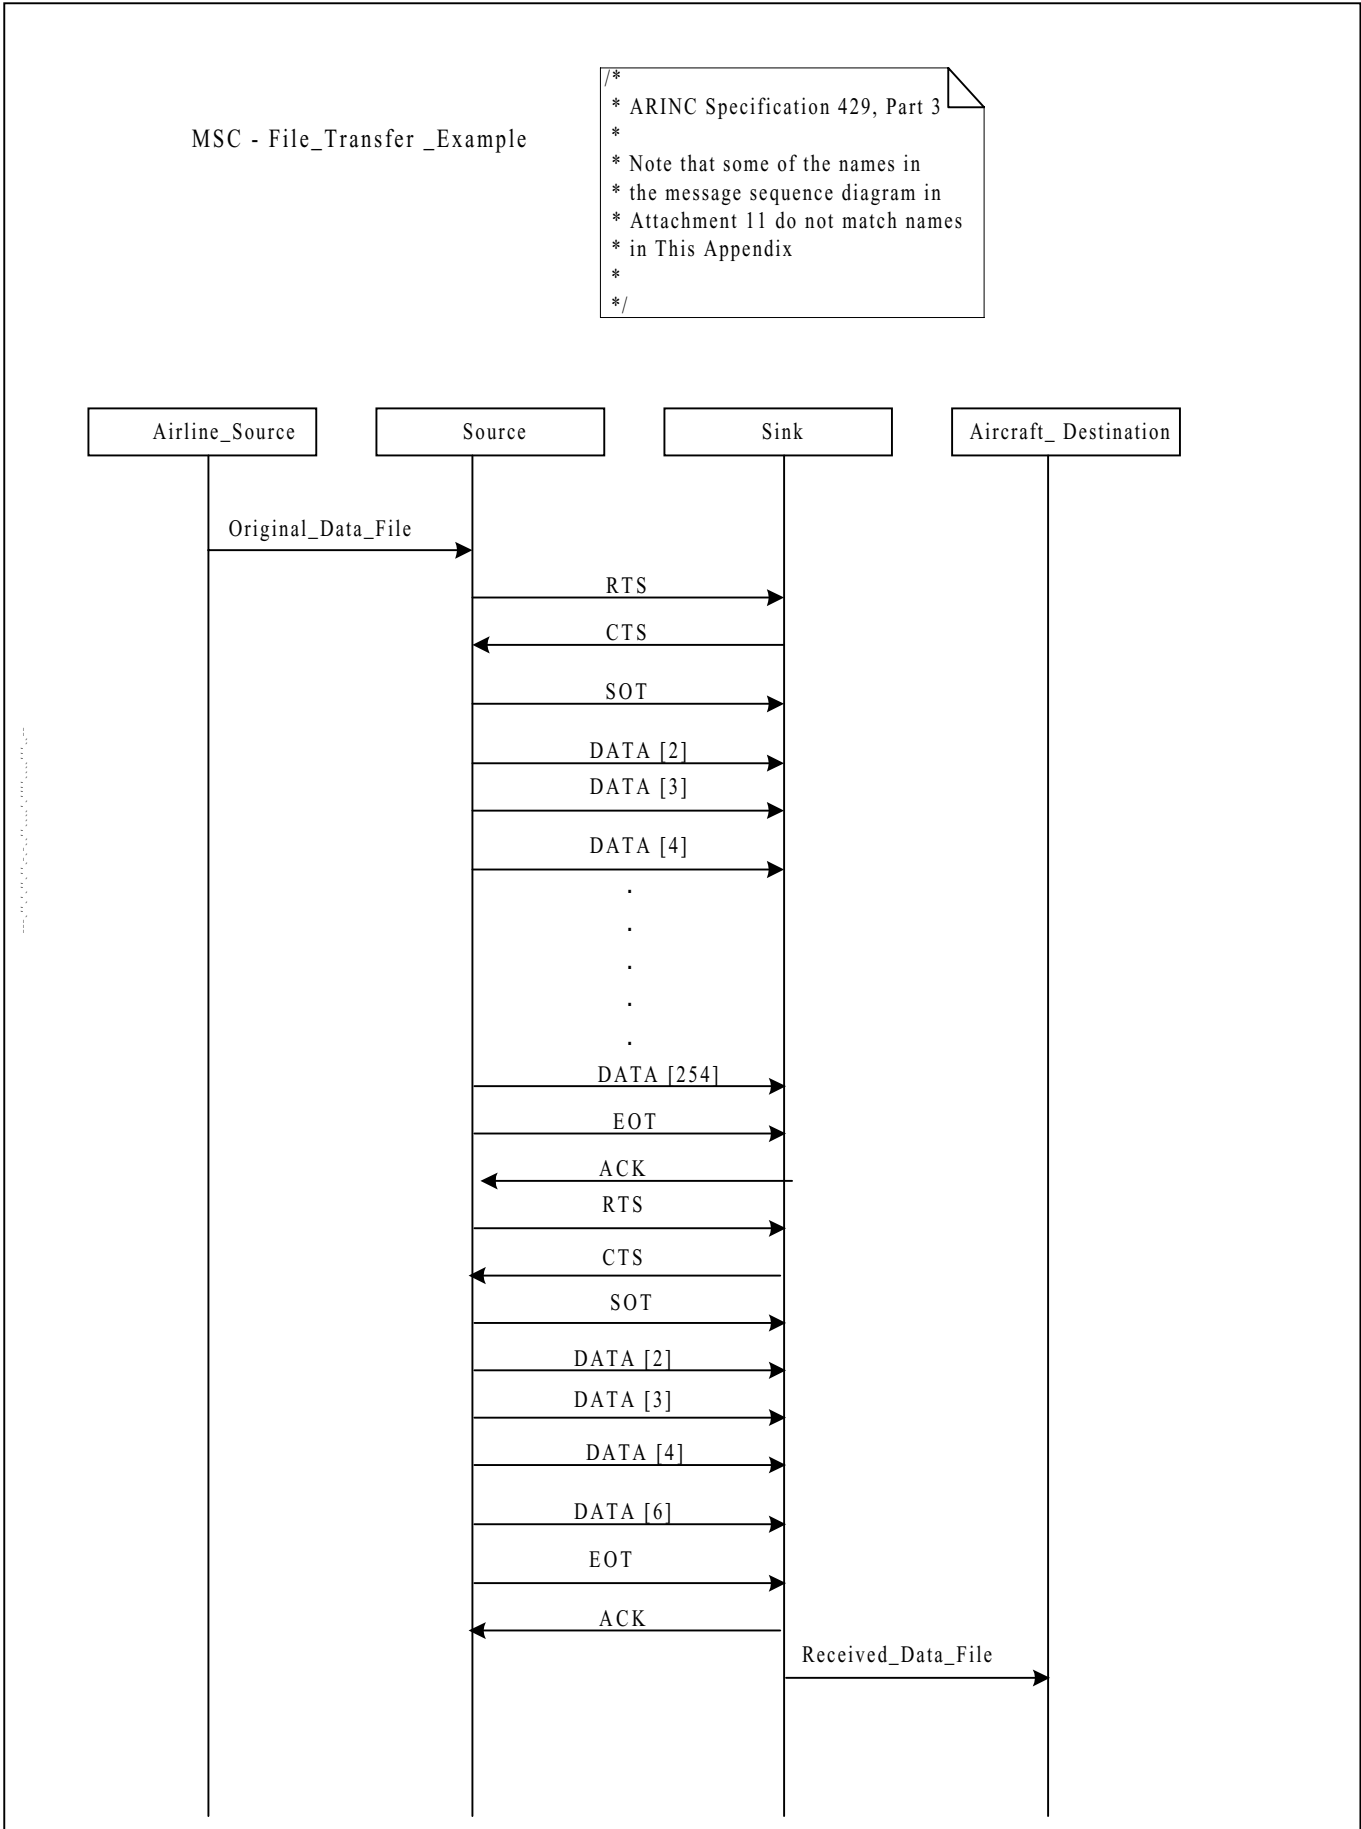 MSC - File_Transfer _Example
/*
* ARINC Specification 429, Part 3
*
* Note that some of the names in
* the message sequence diagram in
* Attachment 11 do not match names
* in This Appendix
*
*/
Airline_Source
Source
Sink
Aircraft_ Destination
Original_Data_File
RTS
CTS
SOT
DATA [2]
DATA [3]
DATA [4]
.
.
.
.
.
DATA [254]
EOT
ACK
RTS
CTS
SOT
DATA [2]
DATA [3]
DATA [4]
DATA [6]
EOT
ACK
Received_Data_File